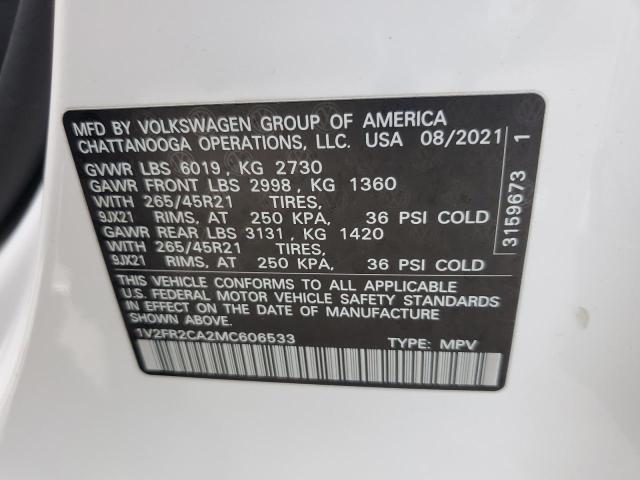 MFD BY VOLKSWAGEN GROUP OF AMERICA
CHATTANOOGA OPERATIONS, LLC. USA 08/2021
GVWR LBS 6019 , KG 2730
GAWR FRONT LBS 2998 , KG 1360
WITH 265/45R21 TIRES,
9JX21 RIMS, AT 250 KPA, 36 PSI COLD
GAWR REAR LBS 3131 , KG 1420
WITH 265/45R21 TIRES,
9JX21 RIMS, AT 250 KPA, 36 PSI COLD
THIS VEHICLE CONFORMS TO ALL APPLICABLE
U.S. FEDERAL MOTOR VEHICLE SAFETY STANDARDS
IN EFFECT ON THE DATE OF MANUFACTURE
SHOWN ABOVE.
1V2FR2CA2MC606533 TYPE: MPV
3159673 1